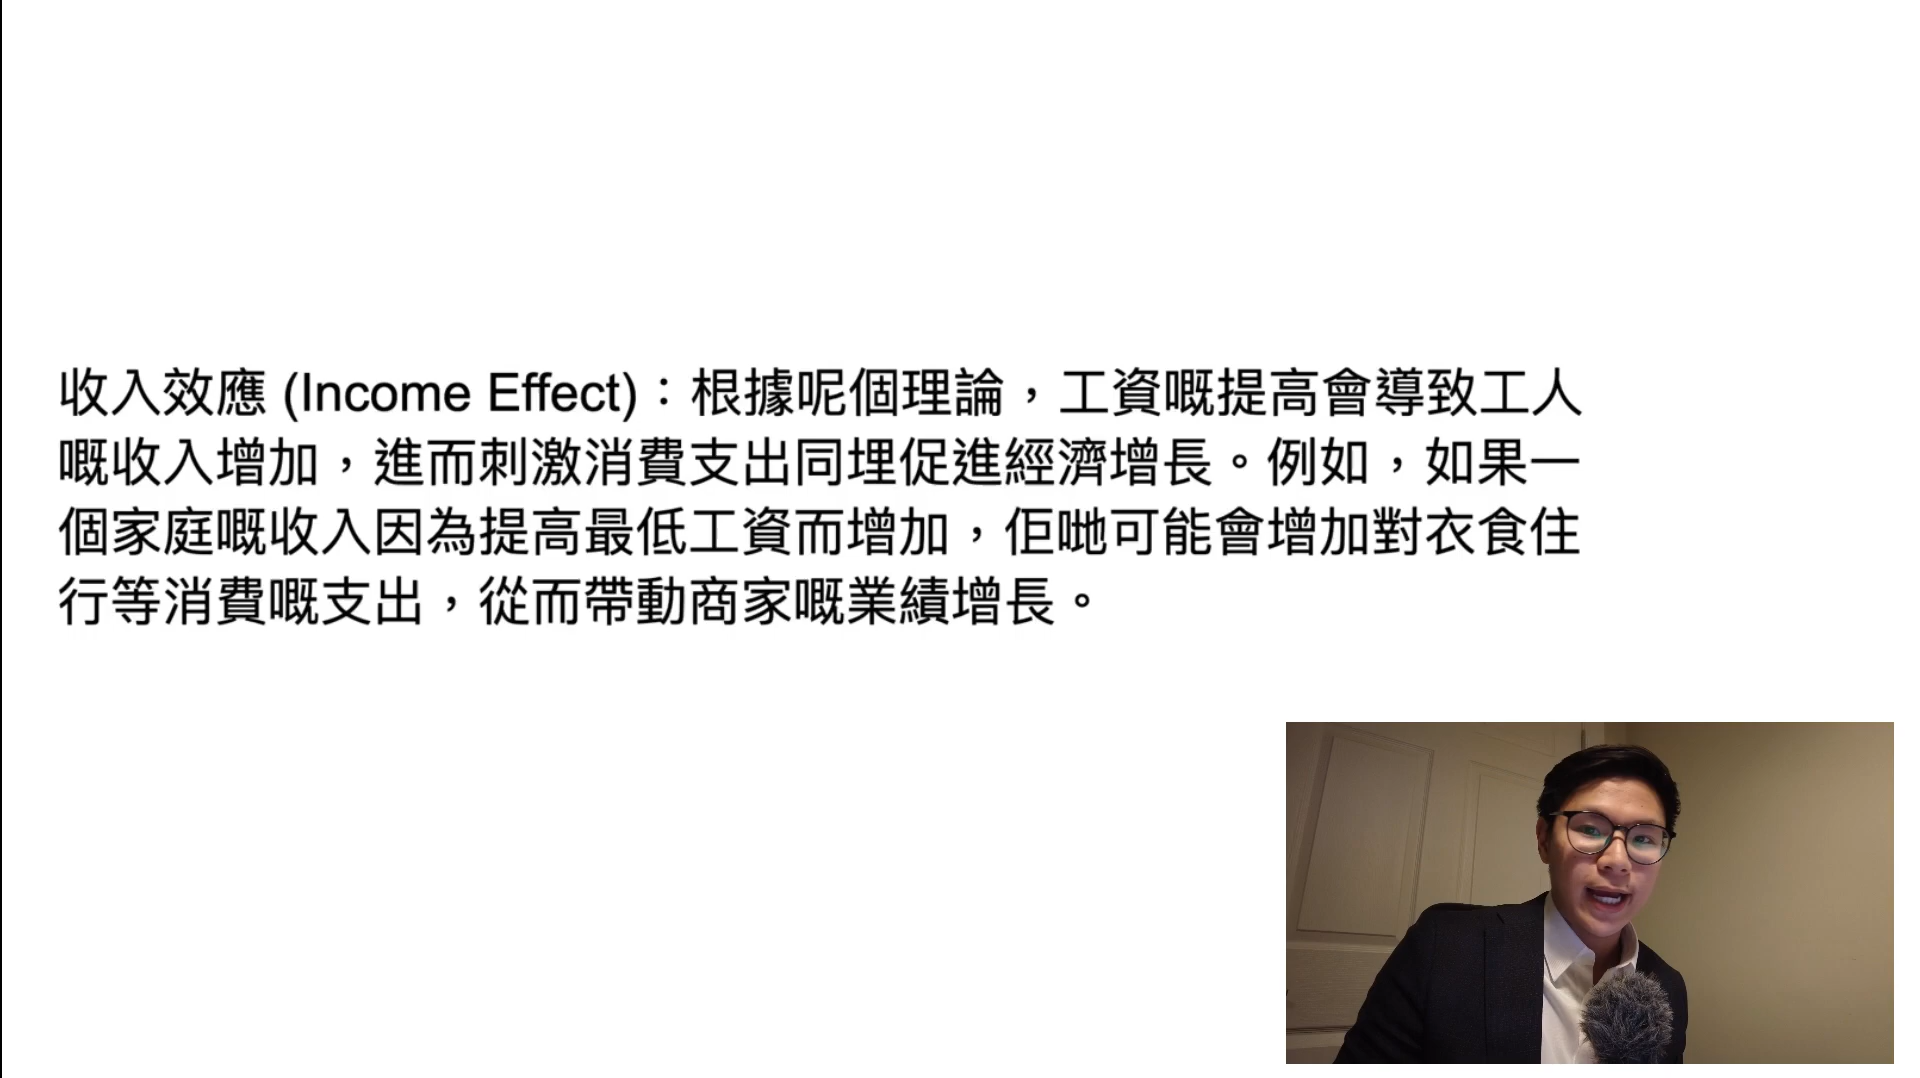 收入效應 (Income Effect)：根據呢個理論，工資嘅提高會導致工人
嘅收入增加，進而刺激消費支出同埋促進經濟增長。例如，如果一
個家庭嘅收入因為提高最低工資而增加，佢哋可能會增加對衣食住
行等消費嘅支出，從而帶動商家嘅業績增長。